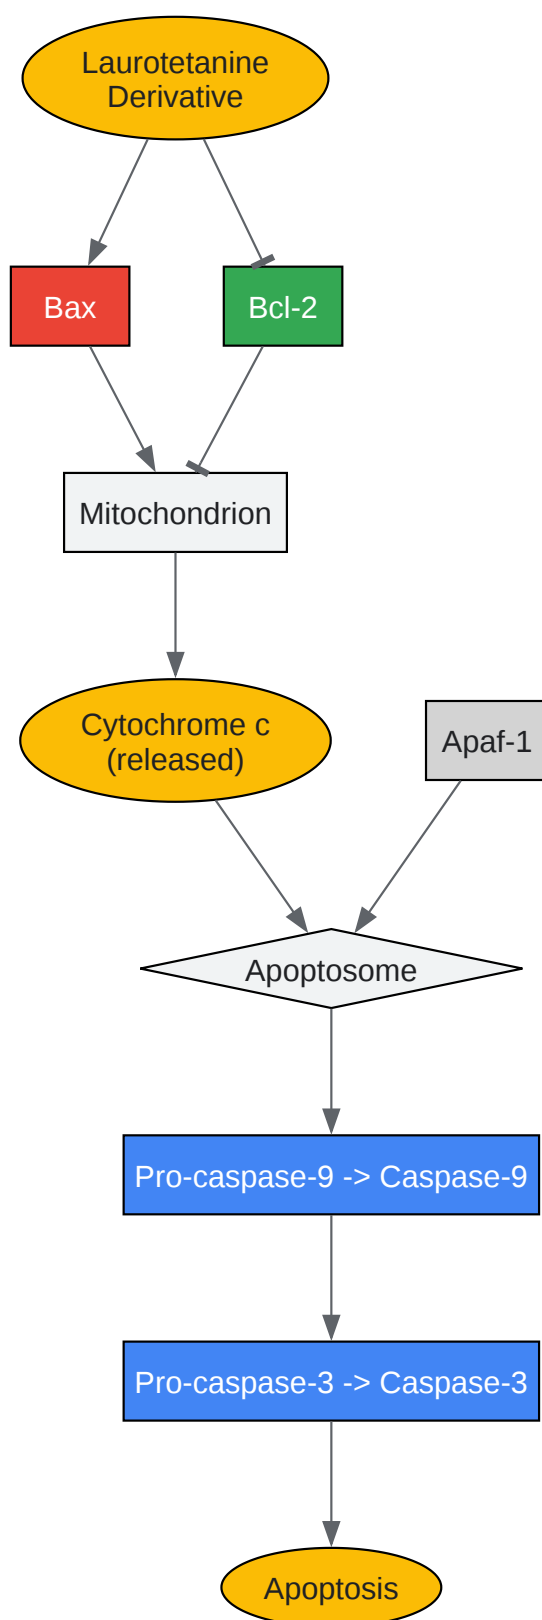 Laurotetanine
Derivative
Bax
Bcl-2
Mitochondrion
Cytochrome c
(released)
Apaf-1
Apoptosome
Pro-caspase-9 -> Caspase-9
Pro-caspase-3 -> Caspase-3
Apoptosis